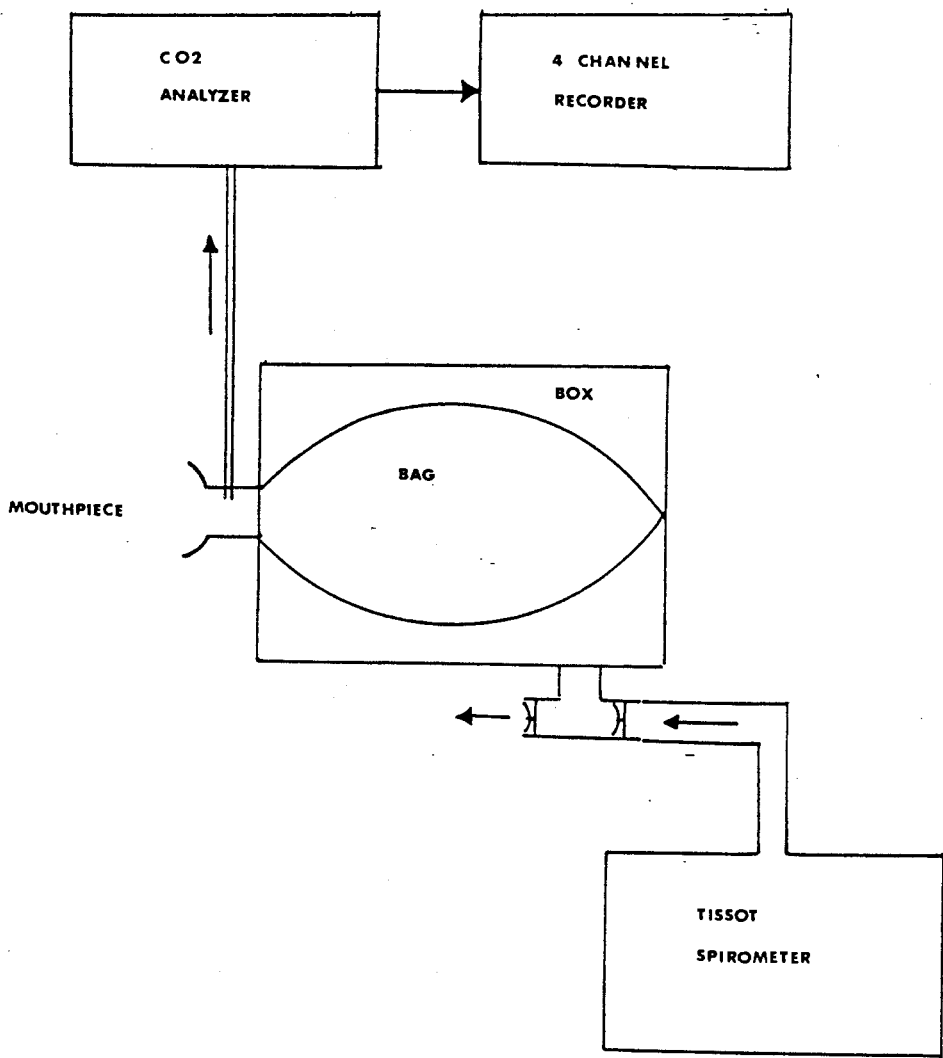 CO2
ANALYZER
4 CHANNEL
RECORDER
BOX
BAG
MOUTHPIECE
TISSOT
SPIROMETER